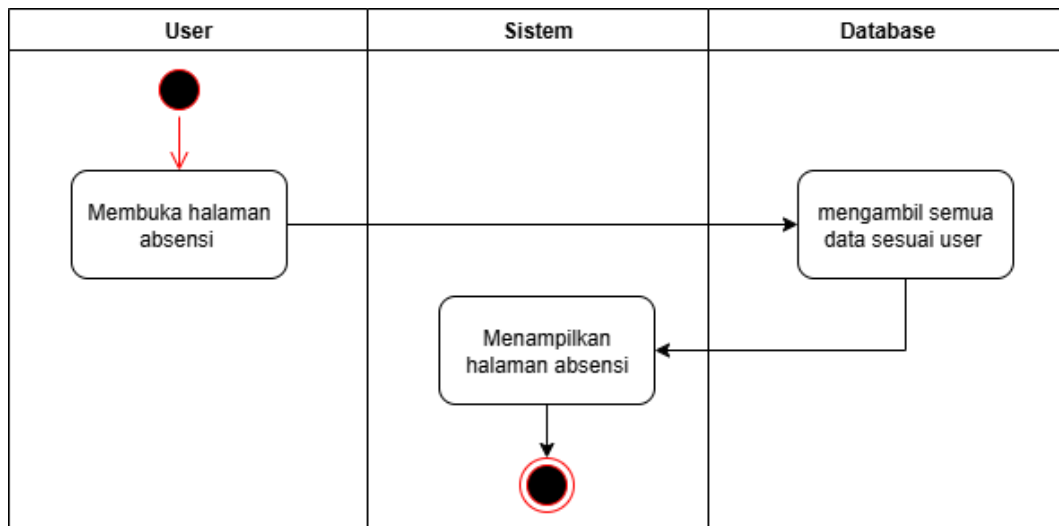 User
Sistem
Database
Membuka halaman
absensi
mengambil semua
data sesuai user
Menampilkan
halaman absensi